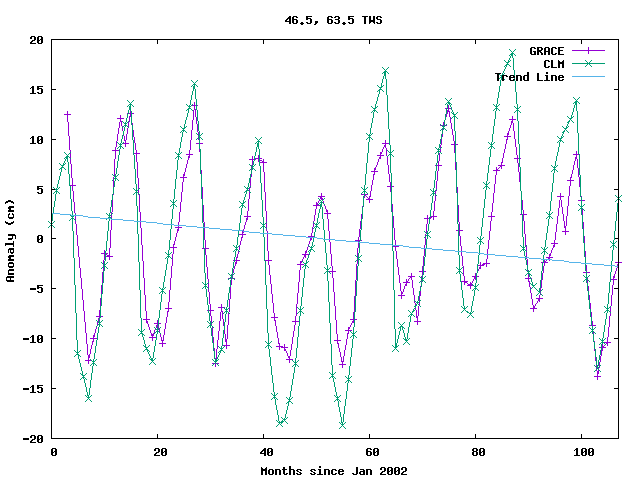 46.5, 63.5 TWS
GRACE
CLM
Trend Line
20
15
10
5
0
-5
-10
-15
-20
Anomaly (cm)
0 20 40 60 80 100
Months since Jan 2002